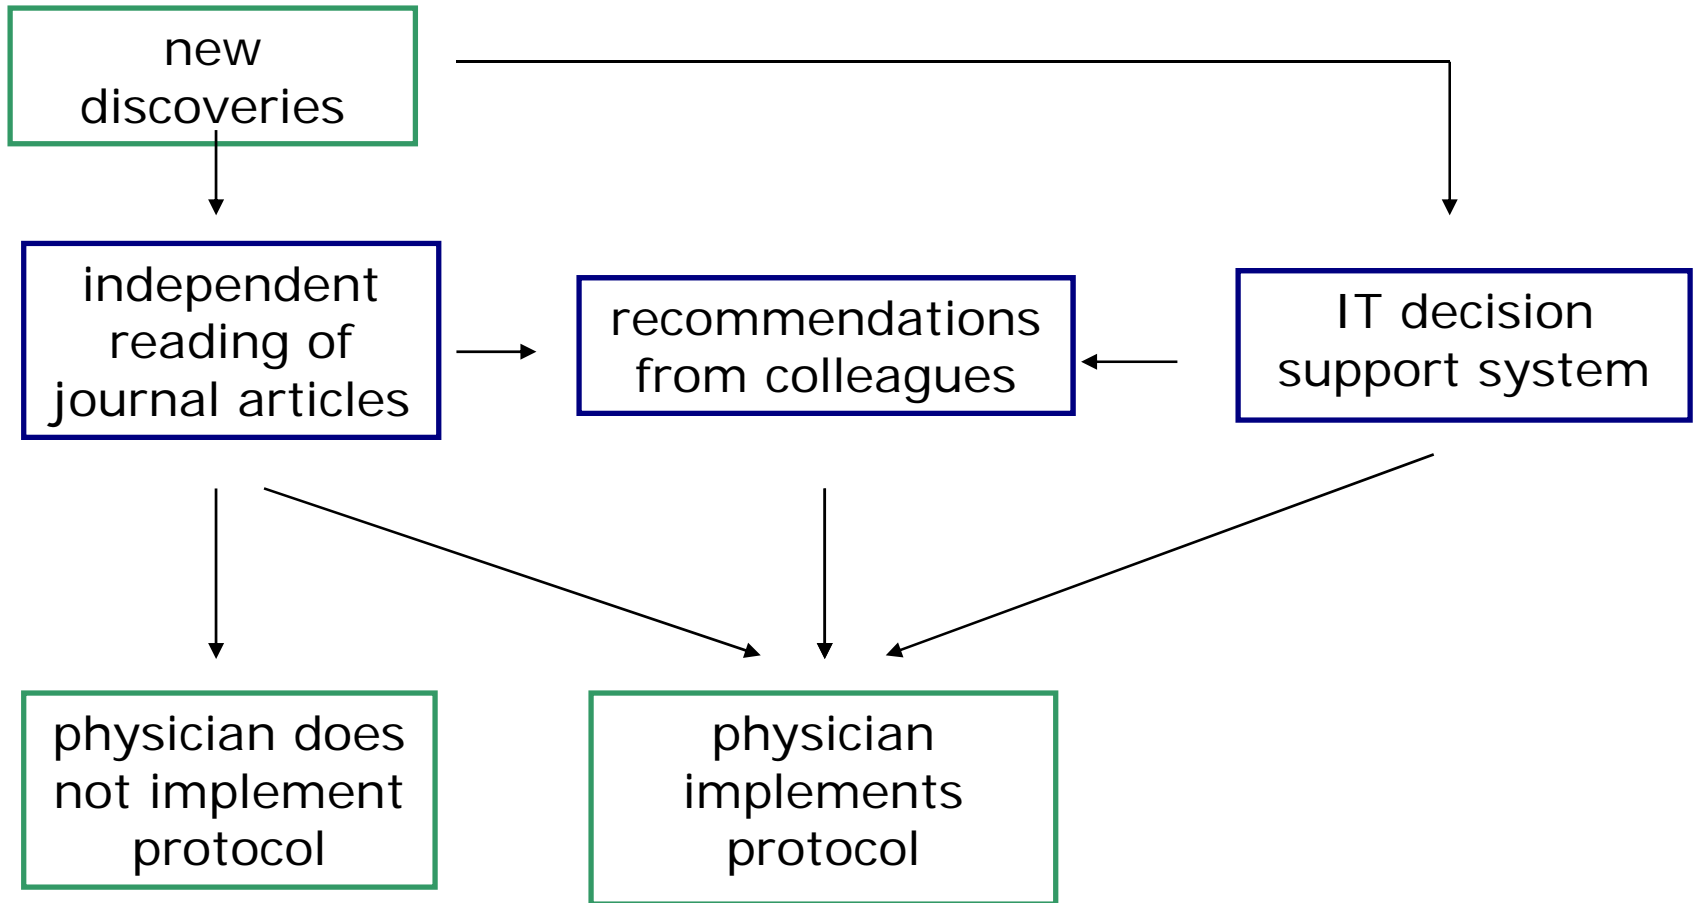 new
discoveries
independent
reading of
journal articles
recommendations
from colleagues
IT decision
support system
physician does
not implement
protocol
physician
implements
protocol